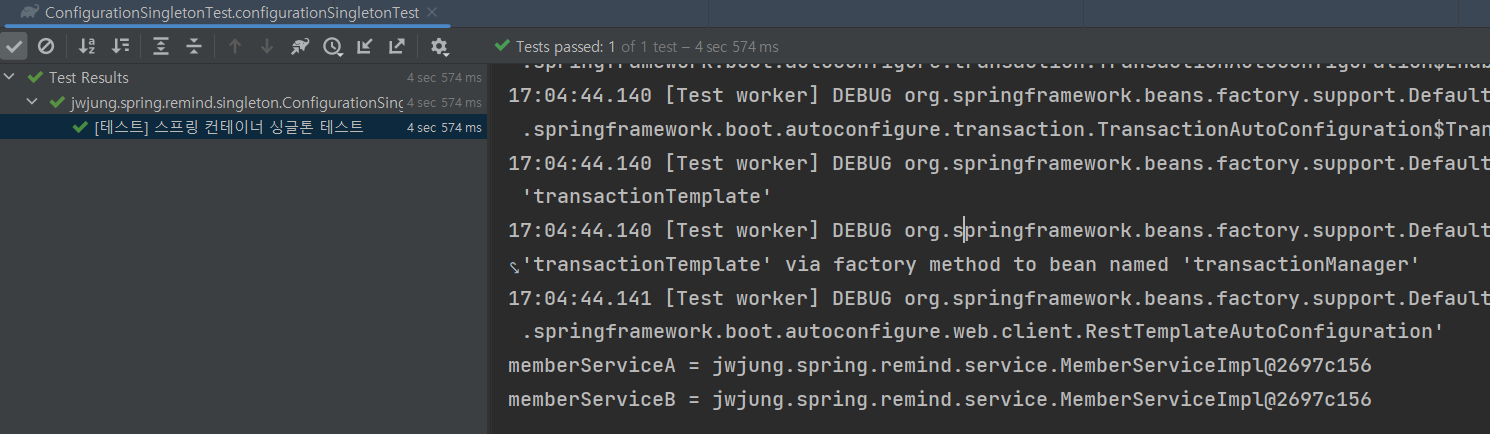 ConfigurationSingletonTest.configurationSingletonTest
Tests passed: 1 of 1 test – 4 sec 574 ms
Test Results 4 sec 574 ms
jwjung.spring.remind.singleton.ConfigurationSing 4 sec 574 ms
[테스트] 스프링 컨테이너 싱글톤 테스트 4 sec 574 ms
.springframework.boot.autoconfigure.transaction.TransactionAutoConfiguration$Enab
17:04:44.140 [Test worker] DEBUG org.springframework.beans.factory.support.Default
.springframework.boot.autoconfigure.transaction.TransactionAutoConfiguration$Tran
17:04:44.140 [Test worker] DEBUG org.springframework.beans.factory.support.Default
'transactionTemplate'
17:04:44.140 [Test worker] DEBUG org.springframework.beans.factory.support.Default
'transactionTemplate' via factory method to bean named 'transactionManager'
17:04:44.141 [Test worker] DEBUG org.springframework.beans.factory.support.Default
.springframework.boot.autoconfigure.web.client.RestTemplateAutoConfiguration'
memberServiceA = jwjung.spring.remind.service.MemberServiceImpl@2697c156
memberServiceB = jwjung.spring.remind.service.MemberServiceImpl@2697c156